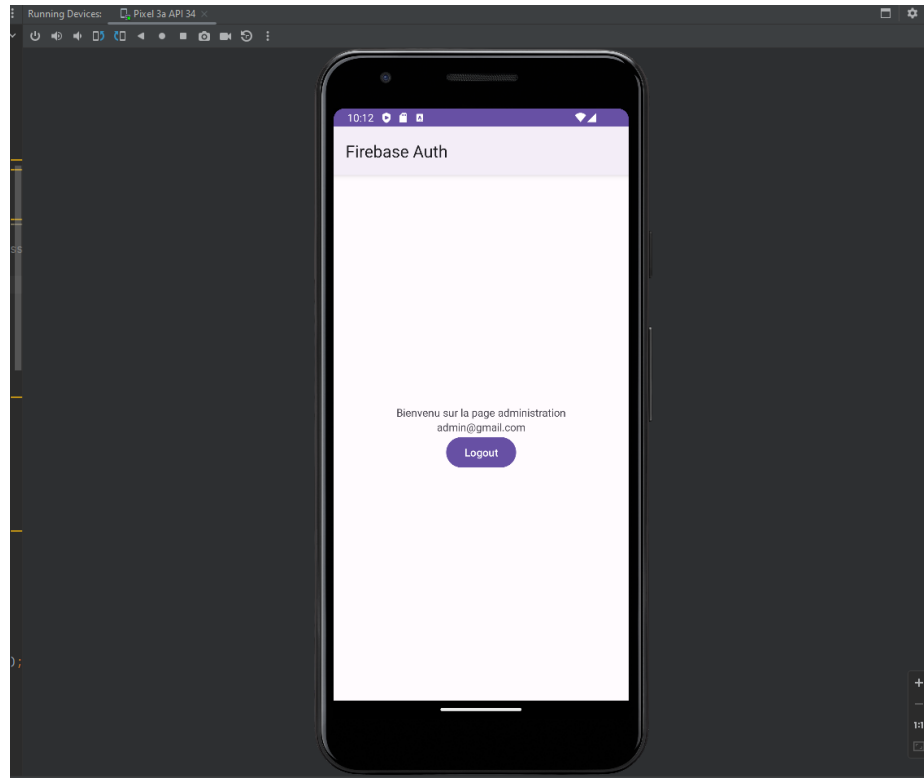 Running Devices: Pixel 3a API 34
10:12
Firebase Auth
ss
Bienvenu sur la page administration
admin@gmail.com
Logout
);
1:1